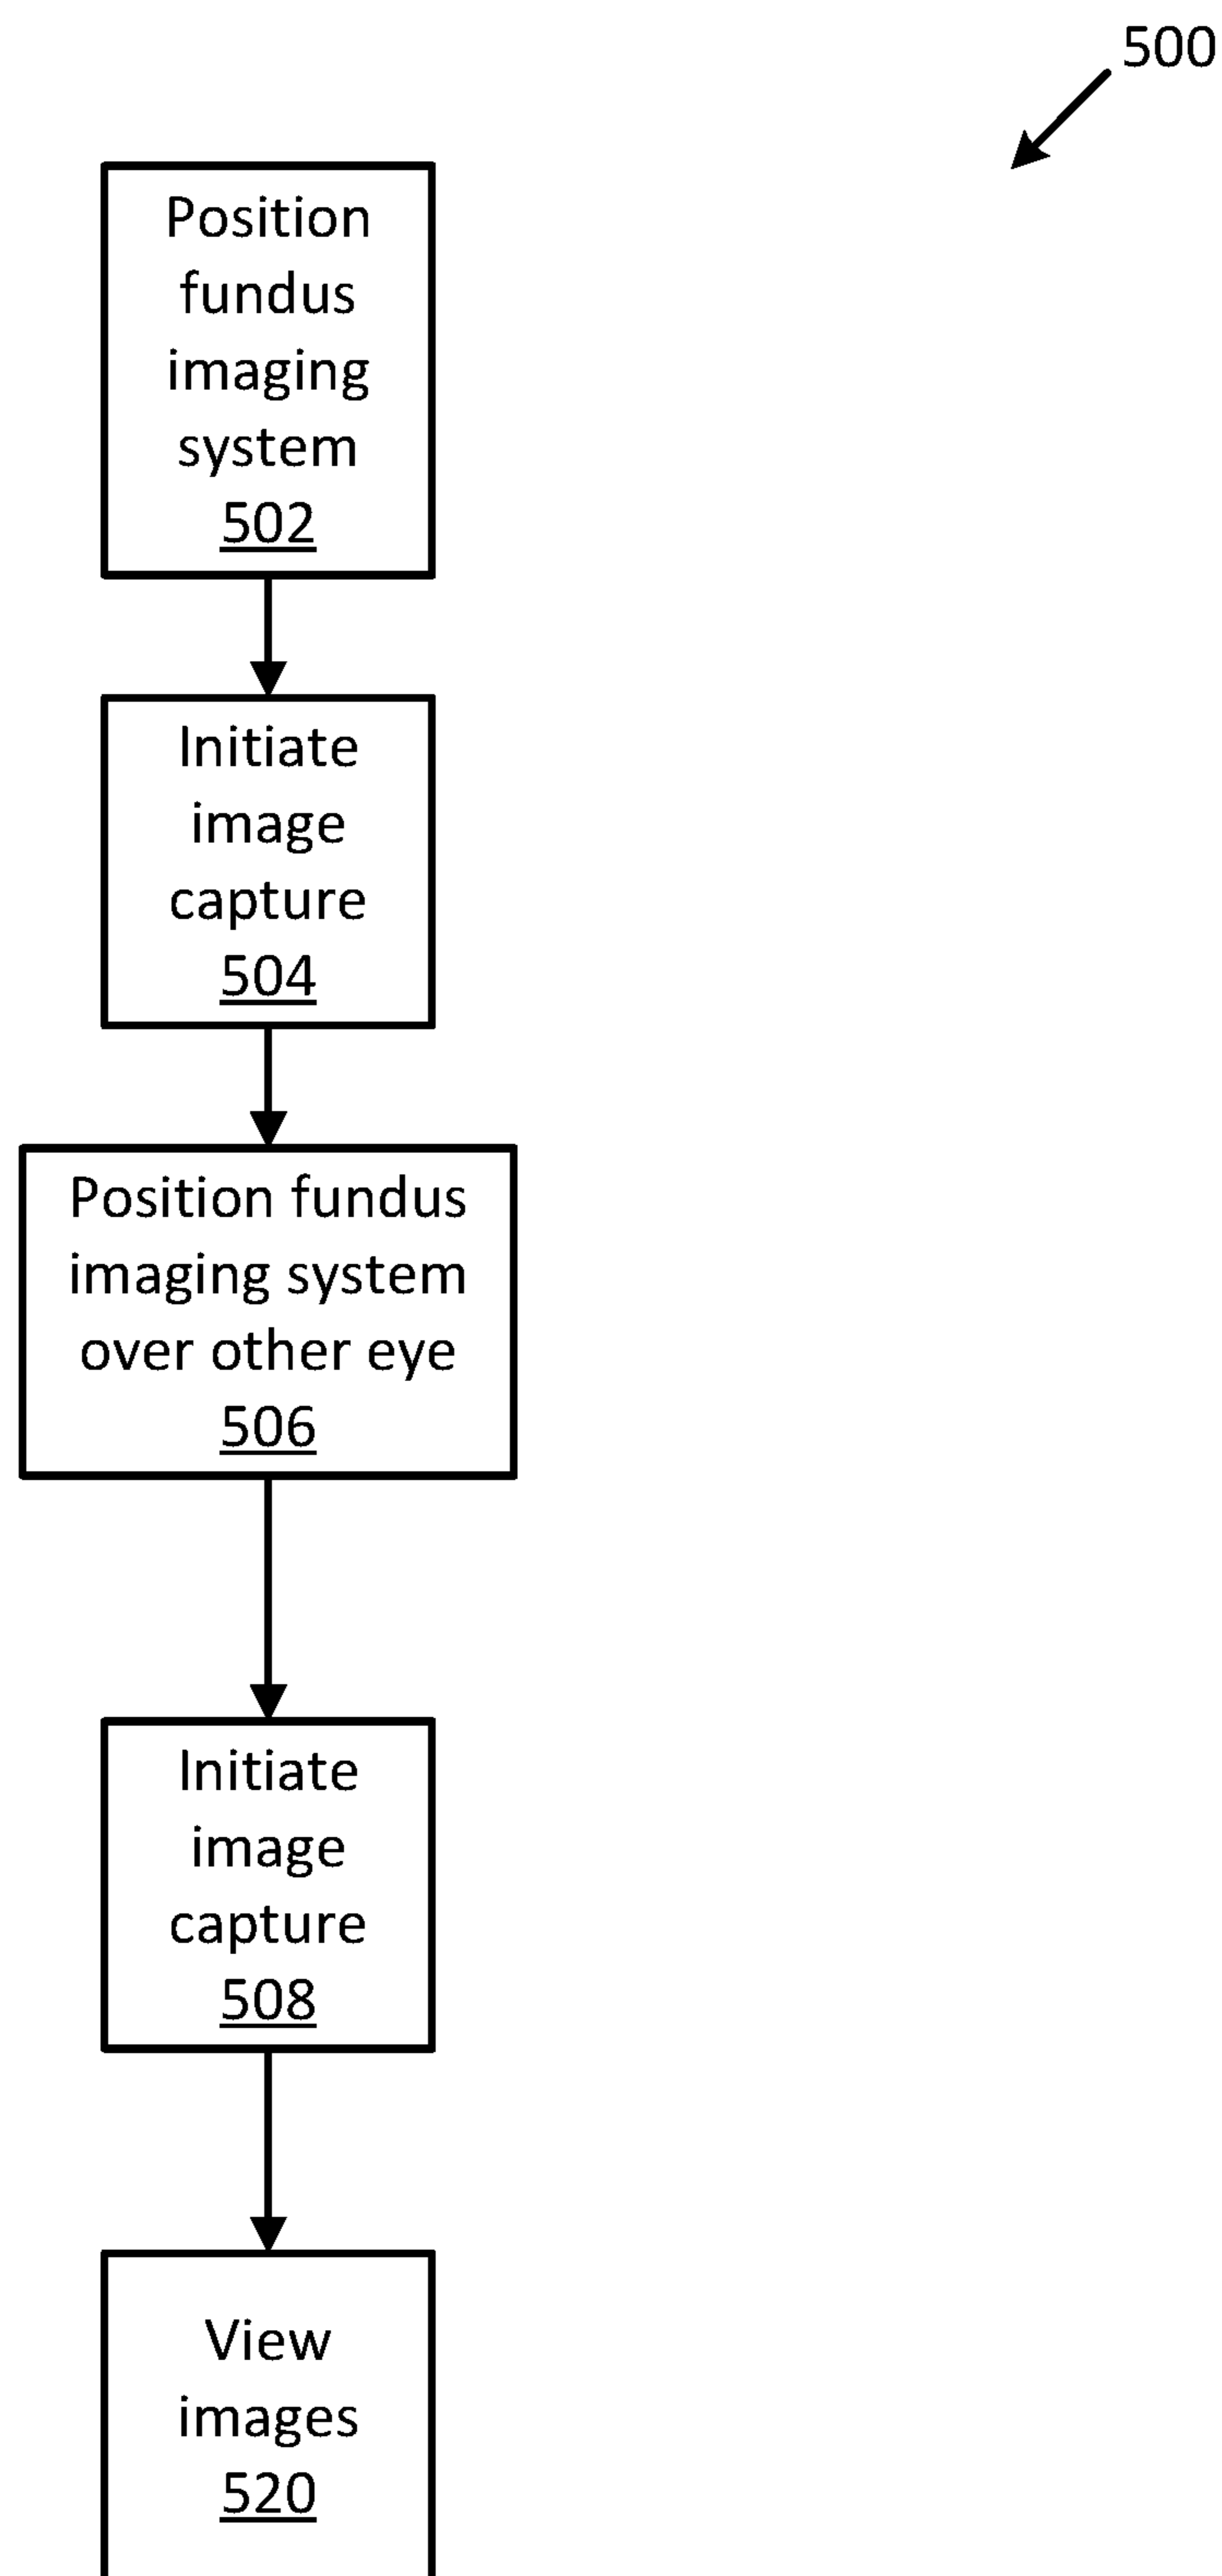 500
Position
fundus
imaging
system
502
Initiate
image
capture
504
Position fundus
imaging system
over other eye
506
Initiate
image
capture
508
View
images
520